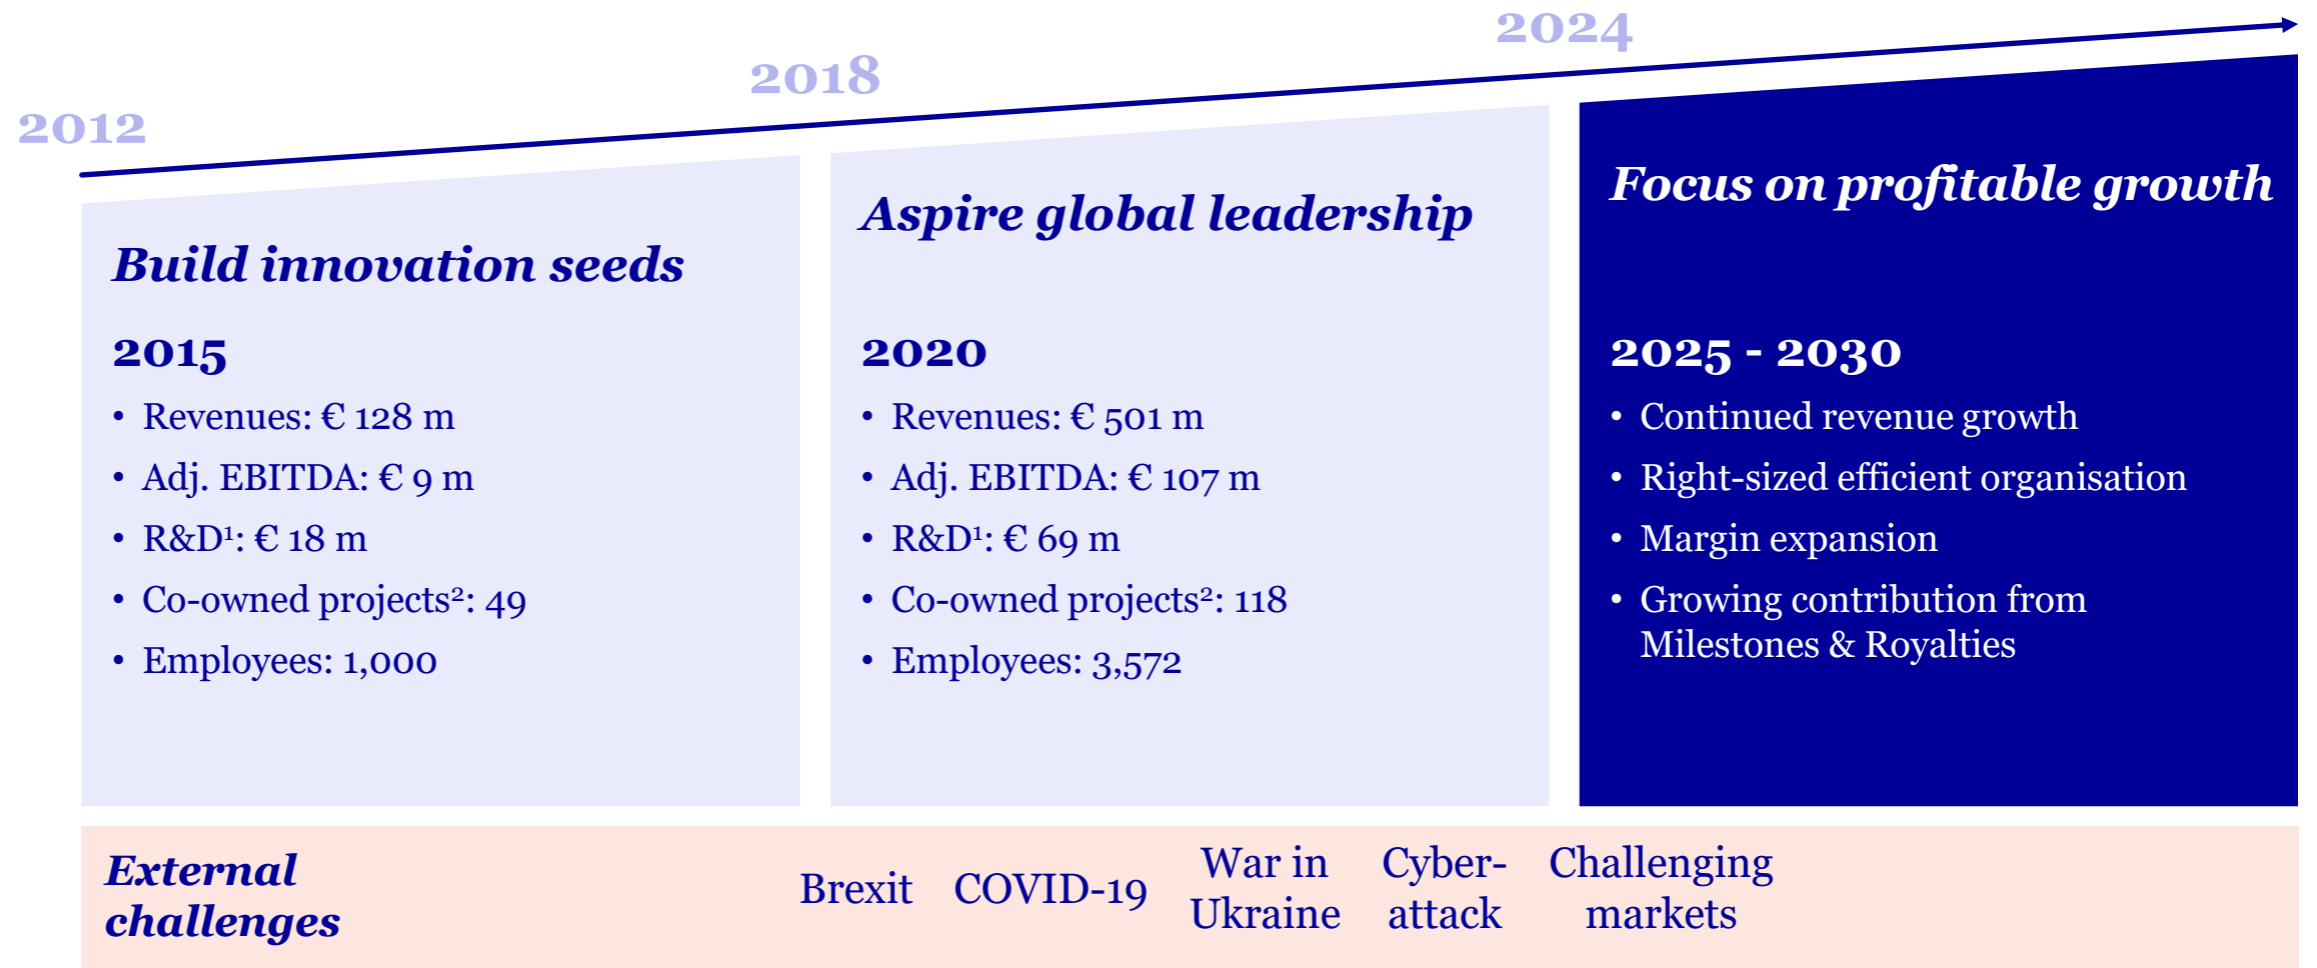 2012
2018
2024
Build innovation seeds
2015
• Revenues: € 128 m
• Adj. EBITDA: € 9 m
• R&D¹: € 18 m
• Co-owned projects²: 49
• Employees: 1,000
Aspire global leadership
2020
• Revenues: € 501 m
• Adj. EBITDA: € 107 m
• R&D¹: € 69 m
• Co-owned projects²: 118
• Employees: 3,572
Focus on profitable growth
2025 - 2030
• Continued revenue growth
• Right-sized efficient organisation
• Margin expansion
• Growing contribution from
Milestones & Royalties
External
challenges
Brexit
COVID-19
War in
Ukraine
Cyber-
attack
Challenging
markets